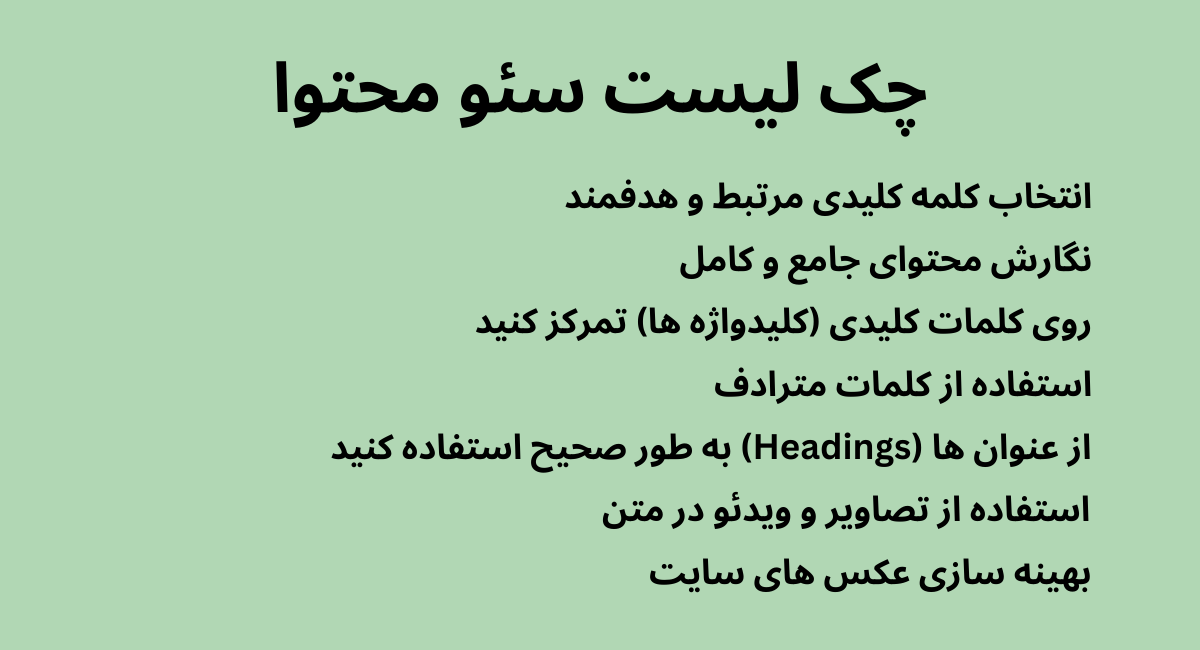 چک لیست سئو محتوا
انتخاب کلمه کلیدی مرتبط و هدفمند
نگارش محتوای جامع و کامل
روی کلمات کلیدی (کلیدواژه ها) تمرکز کنید
استفاده از کلمات مترادف
از عنوان ها (Headings) به طور صحیح استفاده کنید
استفاده از تصاویر و ویدئو در متن
بهینه سازی عکس های سایت